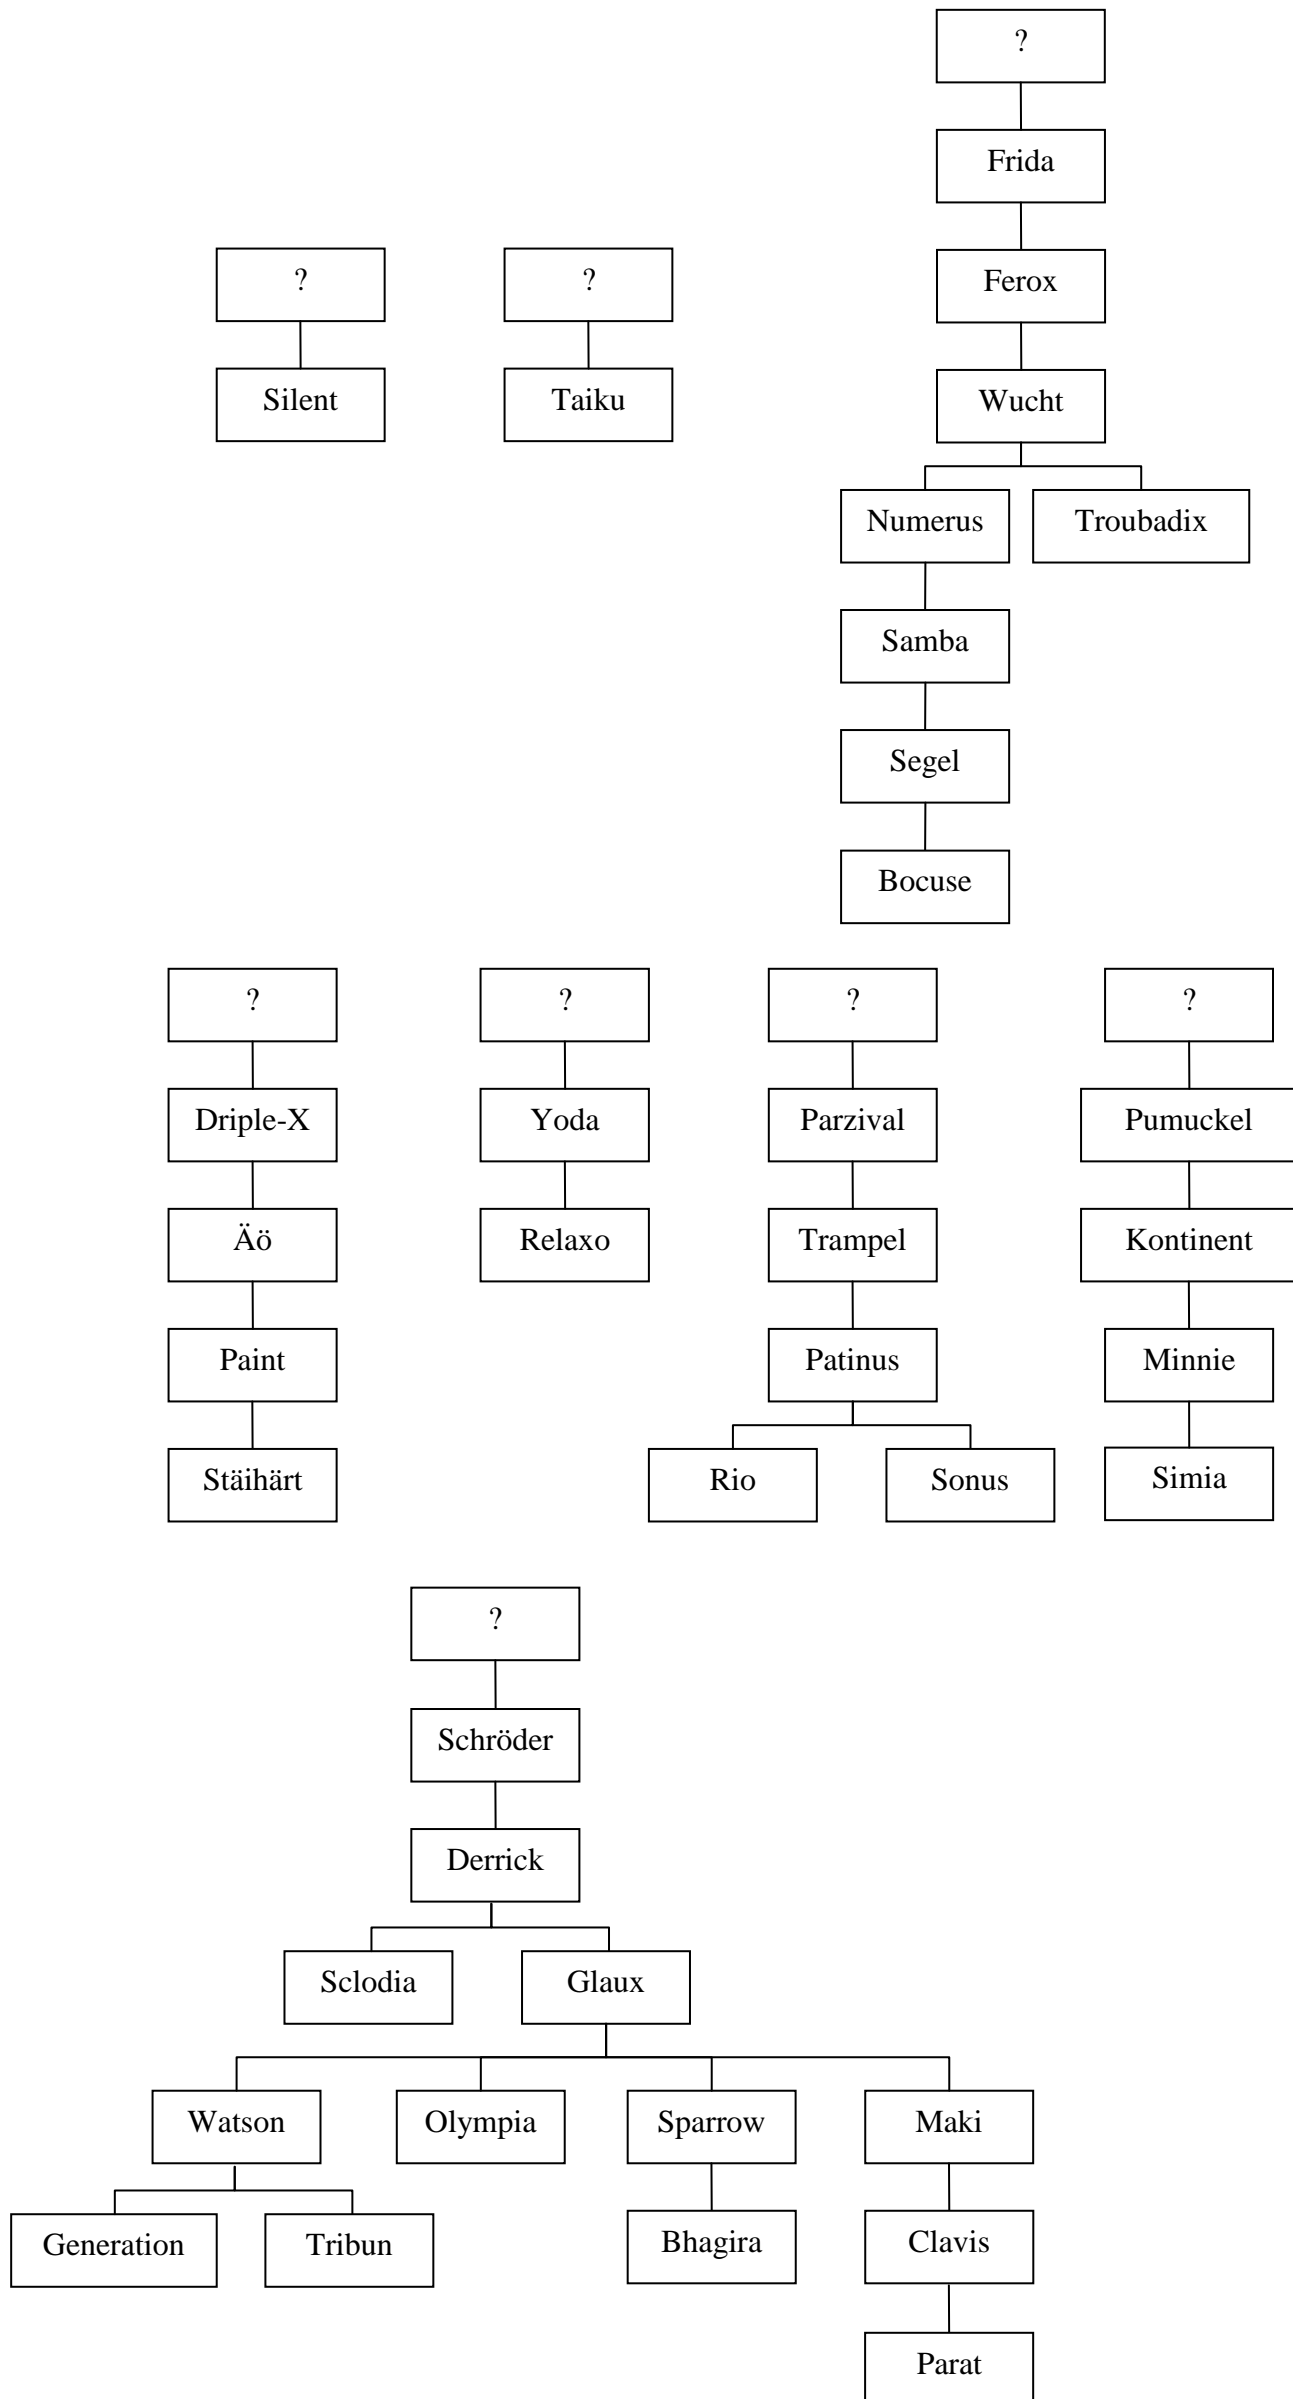 ?
Frida
? ? Ferox
Silent Taiku Wucht
Numerus Troubadix
Samba
Segel
Bocuse
? ? ? ?
Driple-X Yoda Parzival Pumuckel
Äö Relaxo Trampel Kontinent
Paint Patinus Minnie
Stäihärt Rio Sonus Simia
?
Schröder
Derrick
Sclodia Glaux
Watson Olympia Sparrow Maki
Generation Tribun Bhagira Clavis
Parat